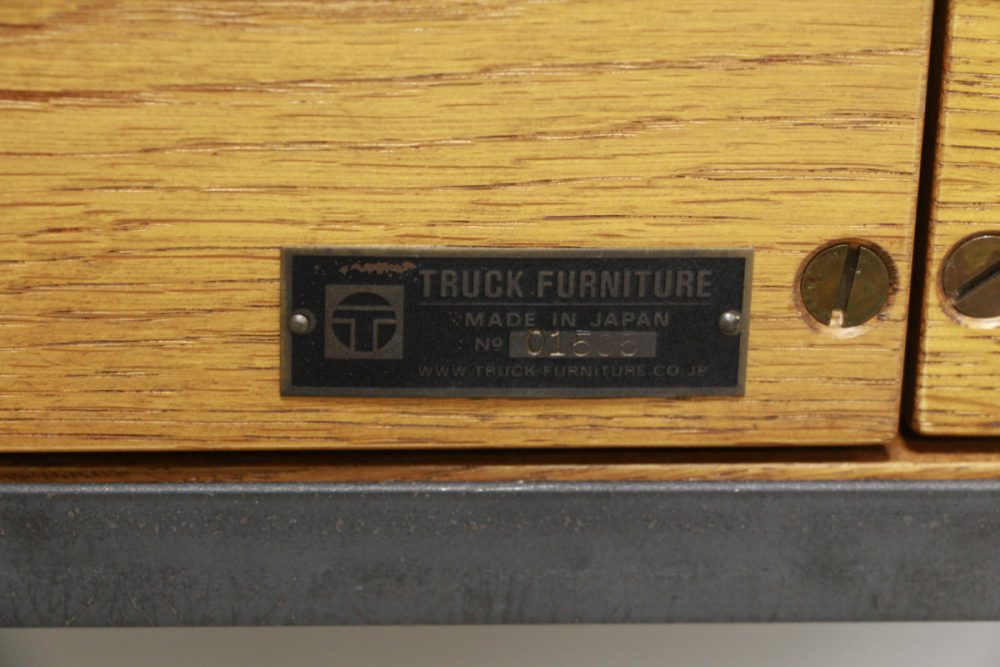 TRUCK FURNITURE
MADE IN JAPAN
No
WWW.TRUCK-FURNITURE.CO.JP